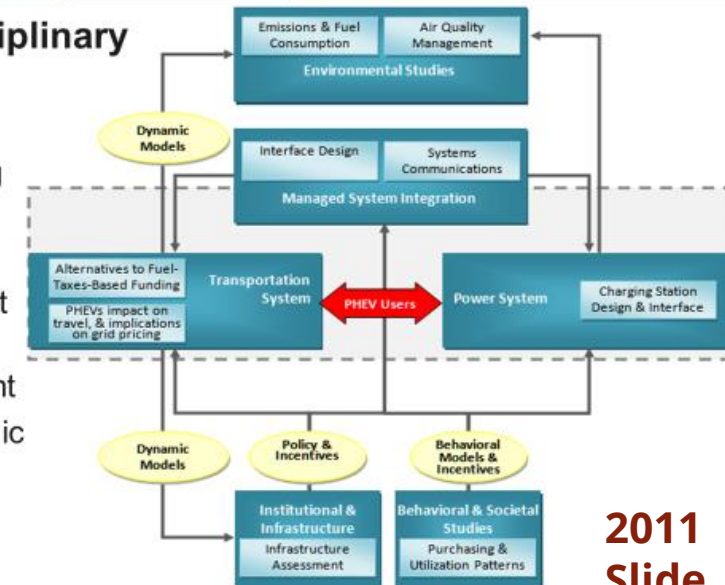 iplinary
Emissions & Fuel
Consumption
Air Quality
Management
Environmental Studies
Dynamic
Models
Interface Design
Systems
Communications
Managed System Integration
Alternatives to Fuel-
Taxes-Based Funding
Transportation
System
PHEVs impact on
travel, & implications
on grid pricing
PHEV Users
Power System
Charging Station
Design & Interface
t
nt
ic
Dynamic
Models
Policy &
Incentives
Behavioral
Models &
Incentives
Institutional &
Infrastructure
Infrastructure
Assessment
Behavioral & Societal
Studies
Purchasing &
Utilization Patterns
2011
Slide